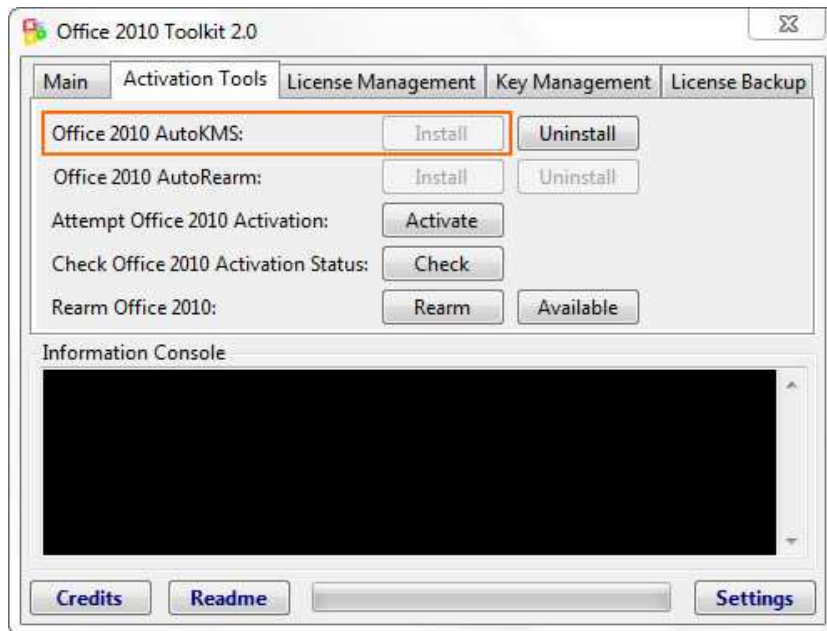 Office 2010 Toolkit 2.0
Main Activation Tools License Management Key Management License Backup
Office 2010 AutoKMS: Install Uninstall
Office 2010 AutoRearm: Install Uninstall
Attempt Office 2010 Activation: Activate
Check Office 2010 Activation Status: Check
Rearm Office 2010: Rearm Available
Information Console
Credits Readme Settings